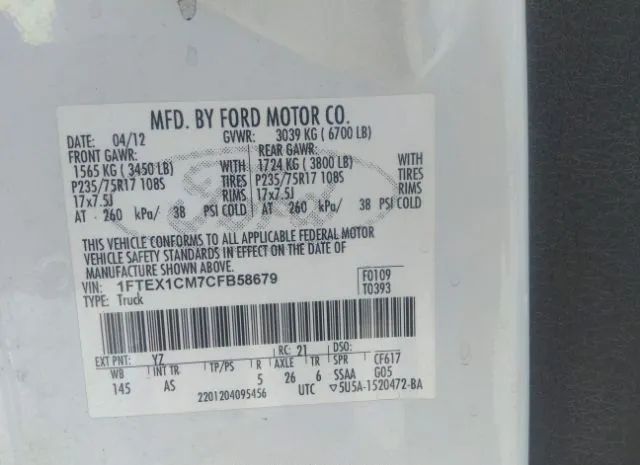 MFD. BY FORD MOTOR CO.
DATE: 04/12 GVWR: 3039 KG ( 6700 LB)
FRONT GAWR: REAR GAWR:
1565 KG ( 3450 LB) WITH 1724 KG ( 3800 LB) WITH
P235/75R17 108S TIRES P235/75R17 108S TIRES
17x7.5J RIMS 17x7.5J RIMS
AT 260 kPa/ 38 PSI COLD AT 260 kPa/ 38 PSI COLD
THIS VEHICLE CONFORMS TO ALL APPLICABLE FEDERAL MOTOR
VEHICLE SAFETY STANDARDS IN EFFECT ON THE DATE OF
MANUFACTURE SHOWN ABOVE.
VIN: 1FTEX1CM7CFB58679 F0109
TYPE: Truck T0393
EXT PNT: YZ RC: 21 DSO:
WB INT TR TP/PS R AXLE TR SPR CF617
145 AS 5 26 6 SSAA G05
2201204095456 UTC ▽5U5A-1520472-BA
Ford